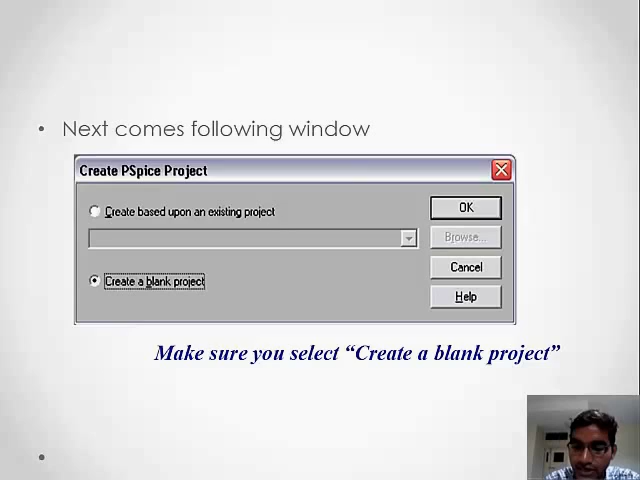 • Next comes following window
Create PSpice Project
Create based upon an existing project
OK
Browse...
Create a blank project
Cancel
Help
Make sure you select “Create a blank project”
•